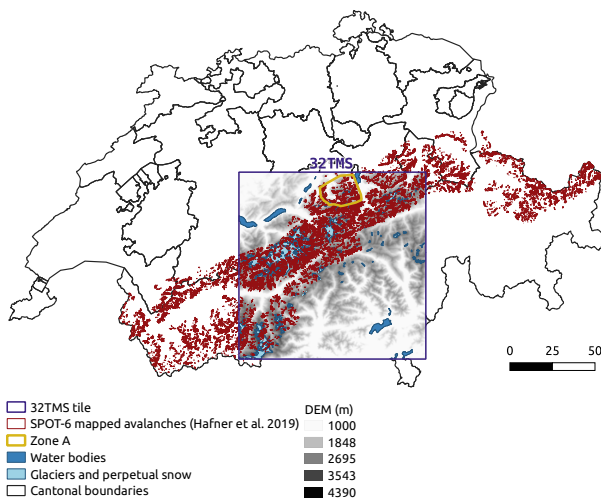 32TMS
0 25 50
32TMS tile
SPOT-6 mapped avalanches (Hafner et al. 2019)
Zone A
Water bodies
Glaciers and perpetual snow
Cantonal boundaries
DEM (m)
1000
1848
2695
3543
4390